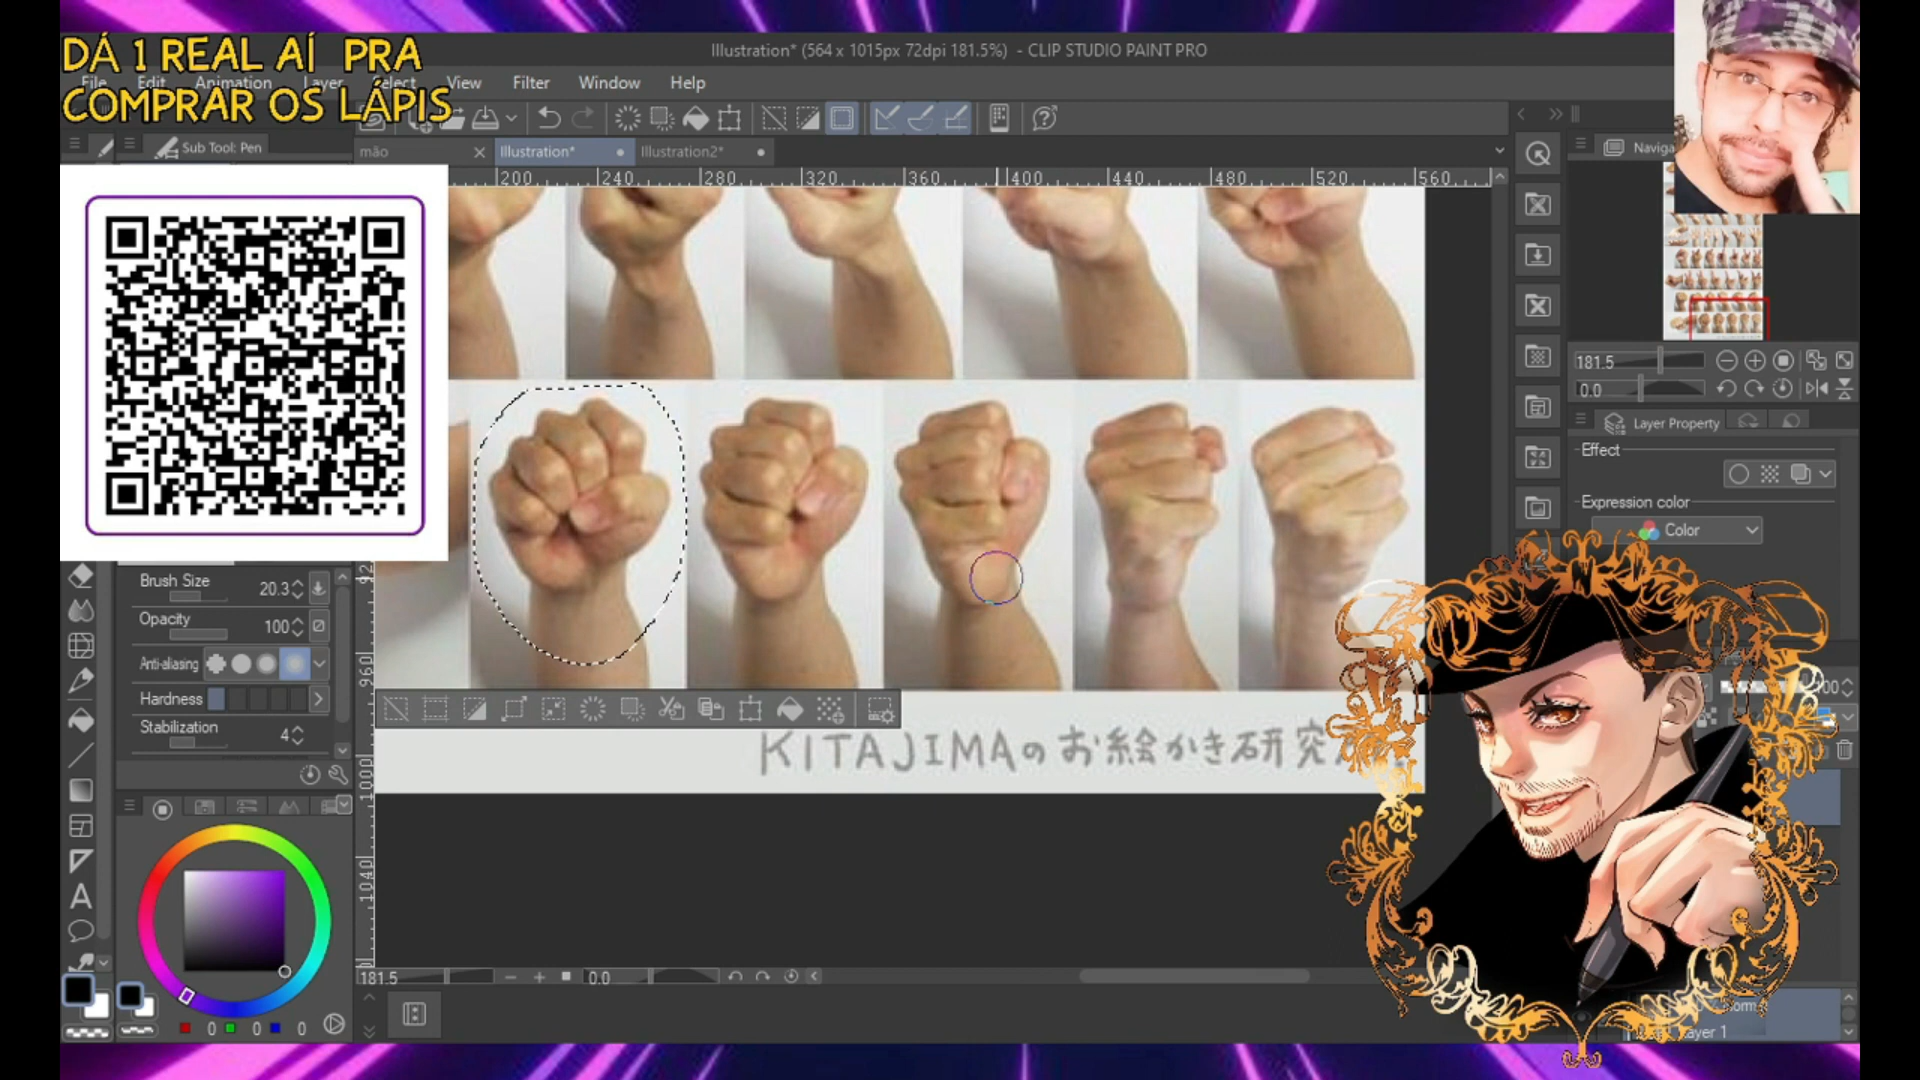 DÁ 1 REAL AÍ PRA
COMPRAR OS LÁPIS
Illustration* (564 x 1015px 72dpi 181.5%) - CLIP STUDIO PAINT PRO
File Edit Animation Layer Select View Filter Window Help
Sub Tool: Pen
mão
Illustration*
Illustration2*
200 240 280 320 360 400 440 480 520 560
181.5
0.0
Layer Property
Effect
Expression color
Color
Brush Size 20.3
Opacity 100
Anti-aliasing
Hardness
Stabilization 4
960
1000
1040
KITAJIMAのお絵かき研究
100
181.5
0.0
0 0 0